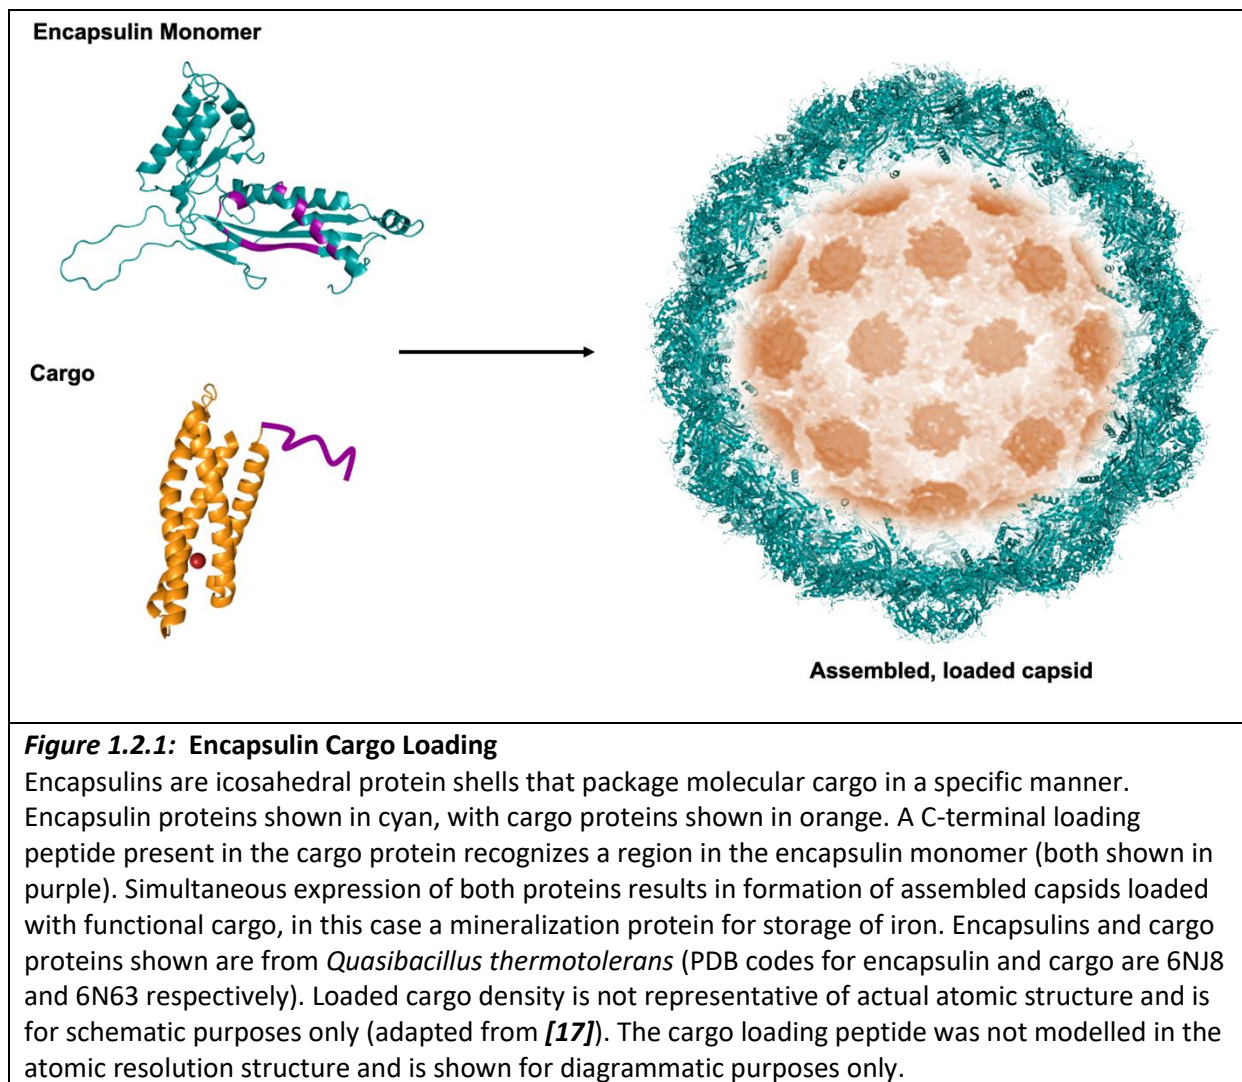 Encapsulin Monomer
Cargo
Assembled, loaded capsid
Figure 1.2.1: Encapsulin Cargo Loading
Encapsulins are icosahedral protein shells that package molecular cargo in a specific manner.
Encapsulin proteins shown in cyan, with cargo proteins shown in orange. A C-terminal loading
peptide present in the cargo protein recognizes a region in the encapsulin monomer (both shown in
purple). Simultaneous expression of both proteins results in formation of assembled capsids loaded
with functional cargo, in this case a mineralization protein for storage of iron. Encapsulins and cargo
proteins shown are from Quasibacillus thermotolerans (PDB codes for encapsulin and cargo are 6NJ8
and 6N63 respectively). Loaded cargo density is not representative of actual atomic structure and is
for schematic purposes only (adapted from [17]). The cargo loading peptide was not modelled in the
atomic resolution structure and is shown for diagrammatic purposes only.